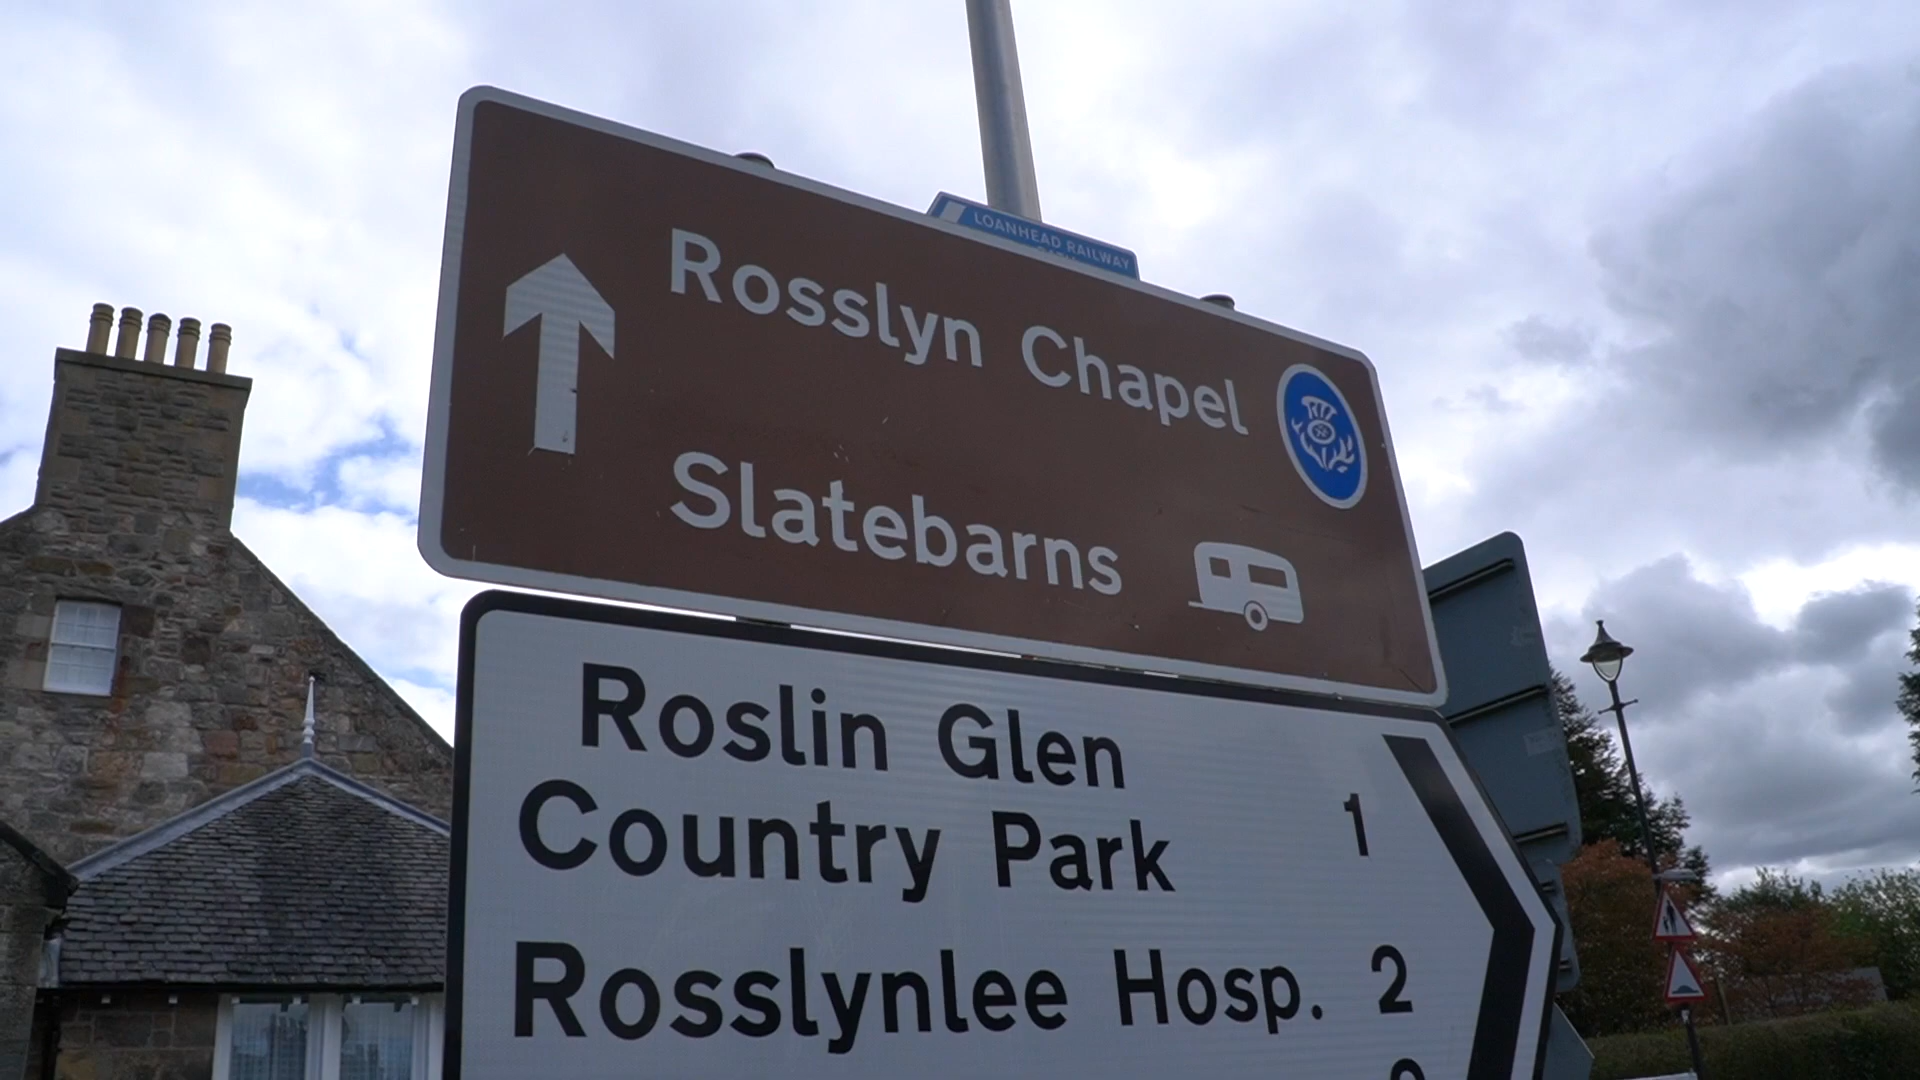 LOANHEAD RAILWAY
Rosslyn Chapel
Slatebarns
Roslin Glen
Country Park 1
Rosslynlee Hosp. 2